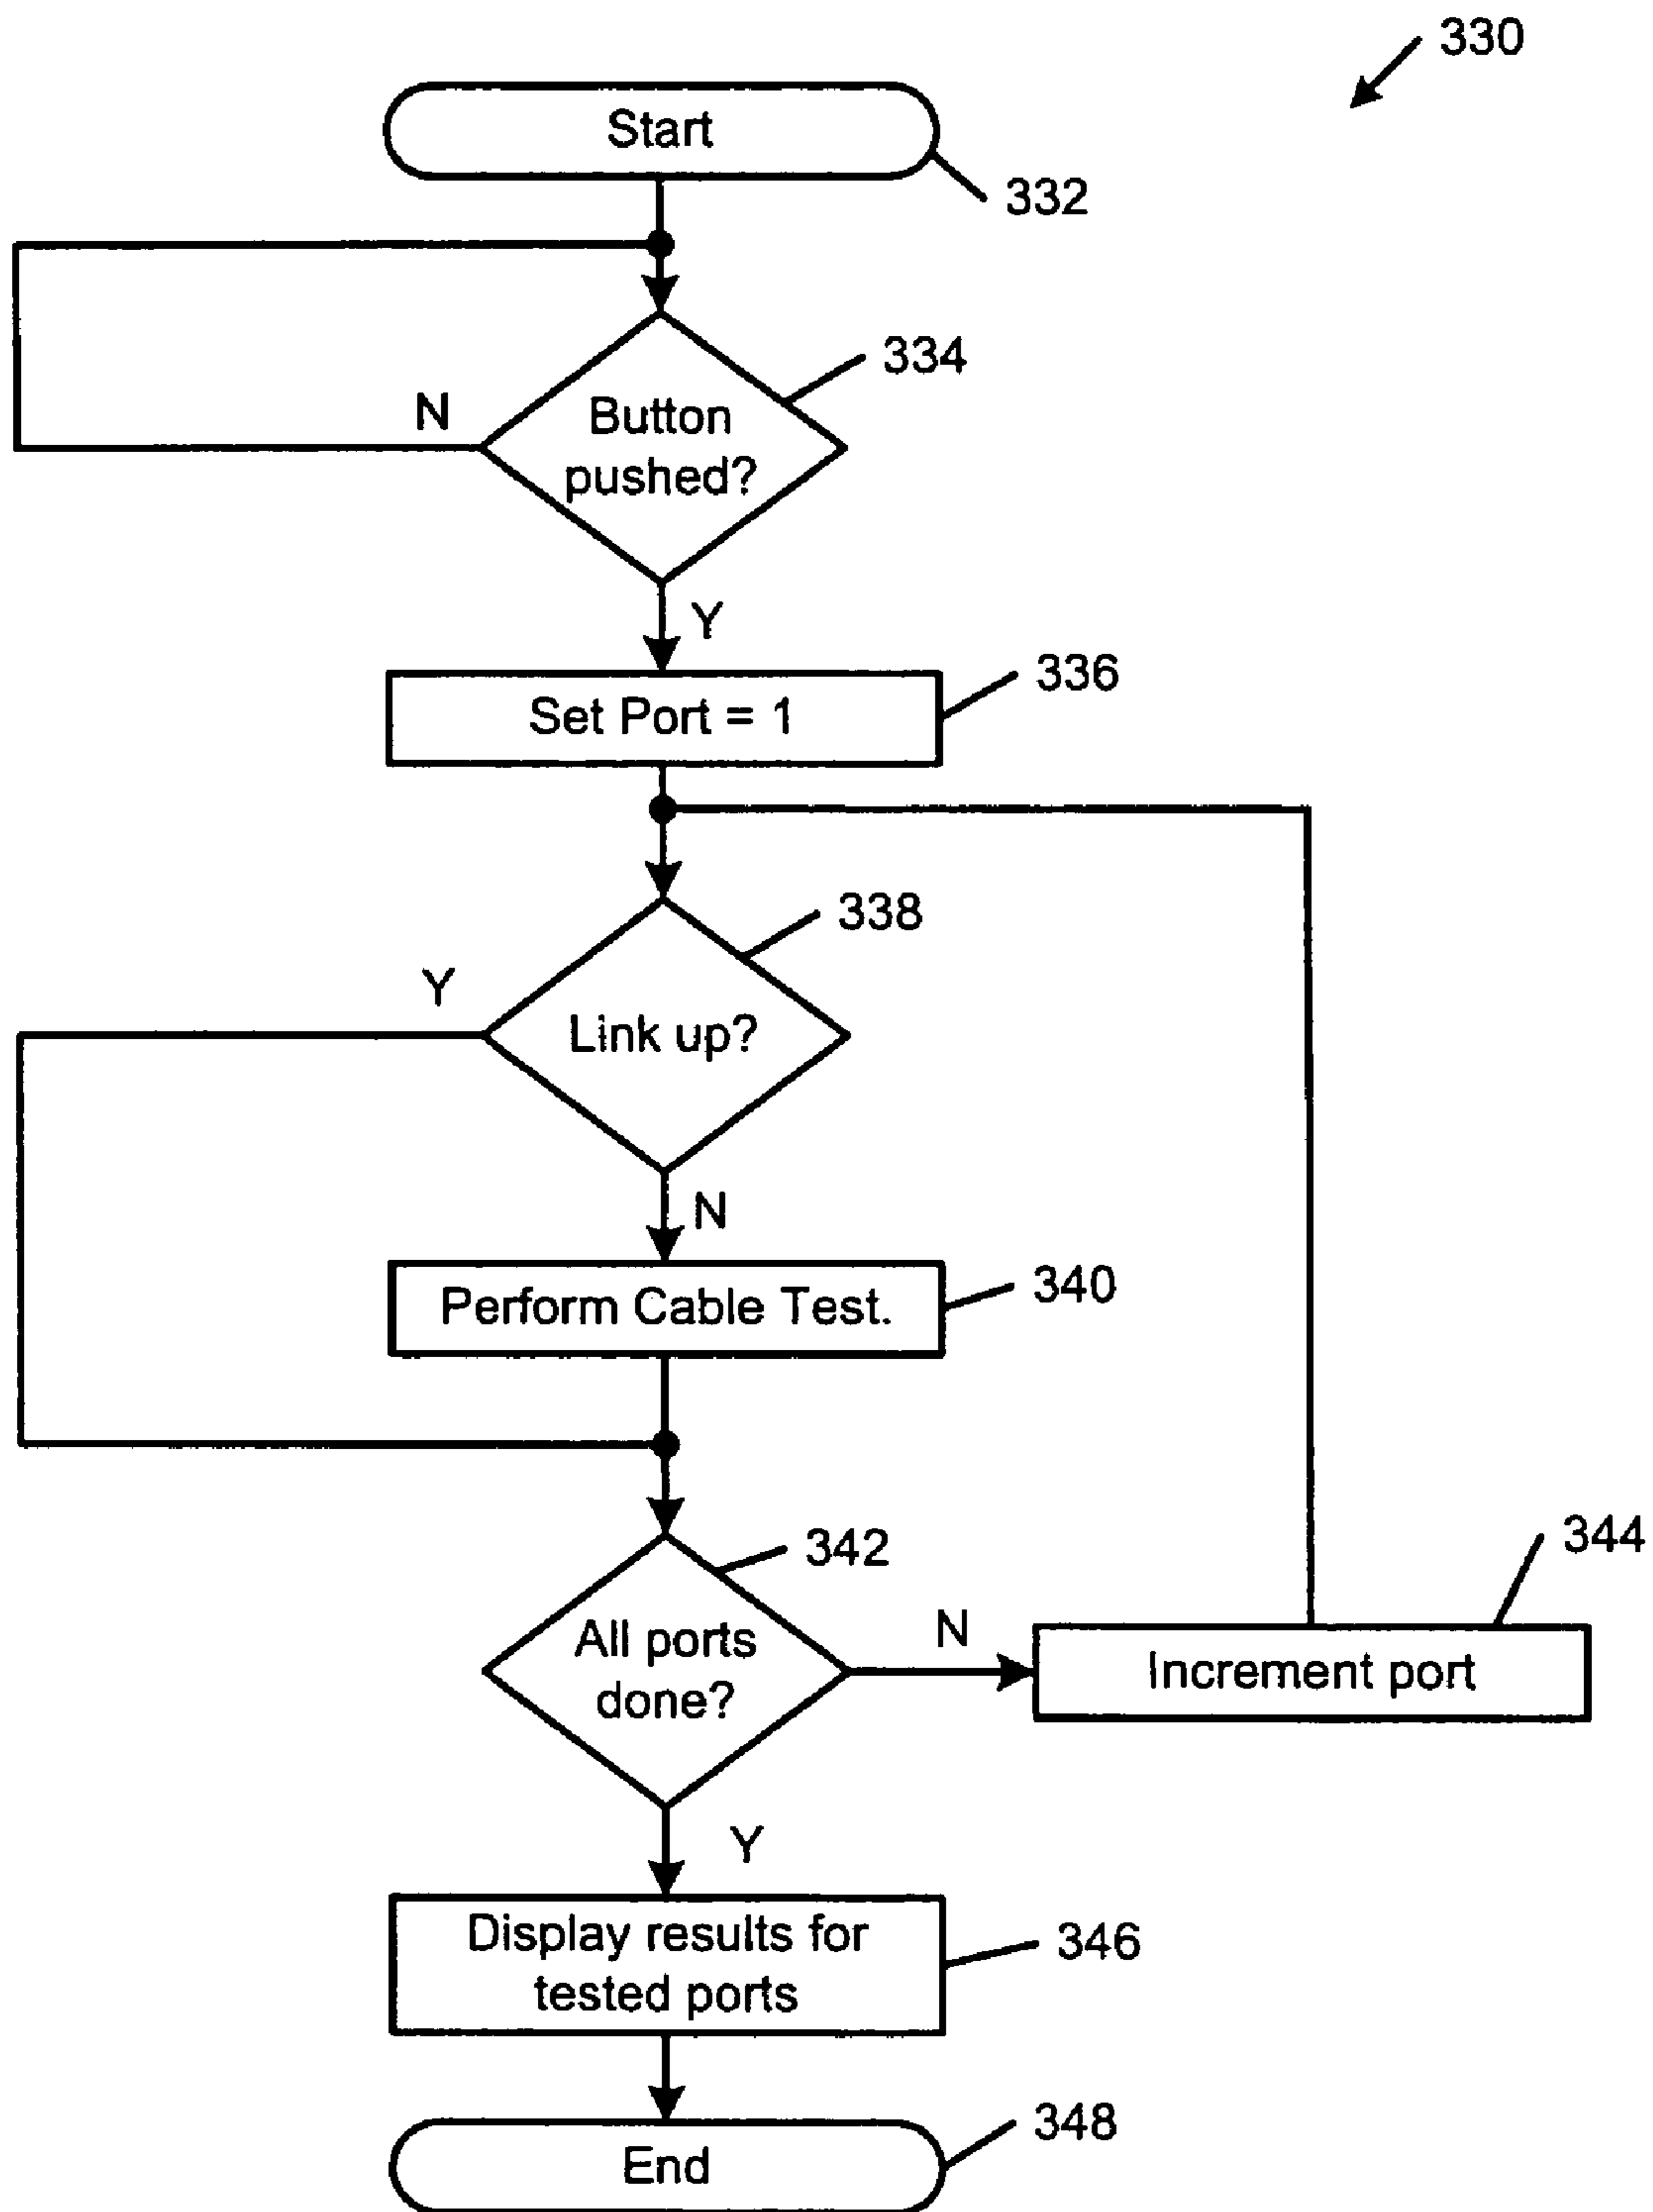 330
Start
332
334
N
Button
pushed?
Y
336
Set Port = 1
338
Y
Link up?
N
340
Perform Cable Test.
342
344
All ports
done?
N
Increment port
Y
346
Display results for
tested ports
348
End